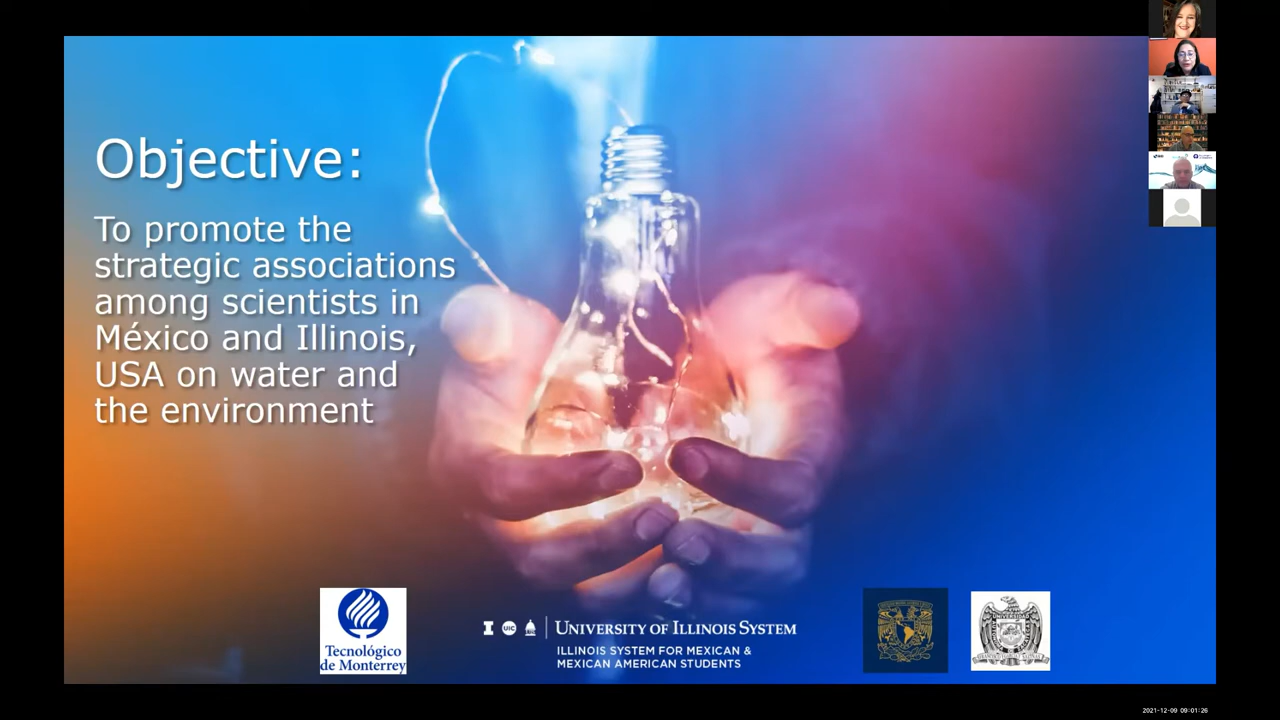 Objective:
To promote the
strategic associations
among scientists in
México and Illinois,
USA on water and
the environment
Tecnológico
de Monterrey
UIC
UNIVERSITY OF ILLINOIS SYSTEM
ILLINOIS SYSTEM FOR MEXICAN &
MEXICAN AMERICAN STUDENTS
2021-12-09 09:01:26